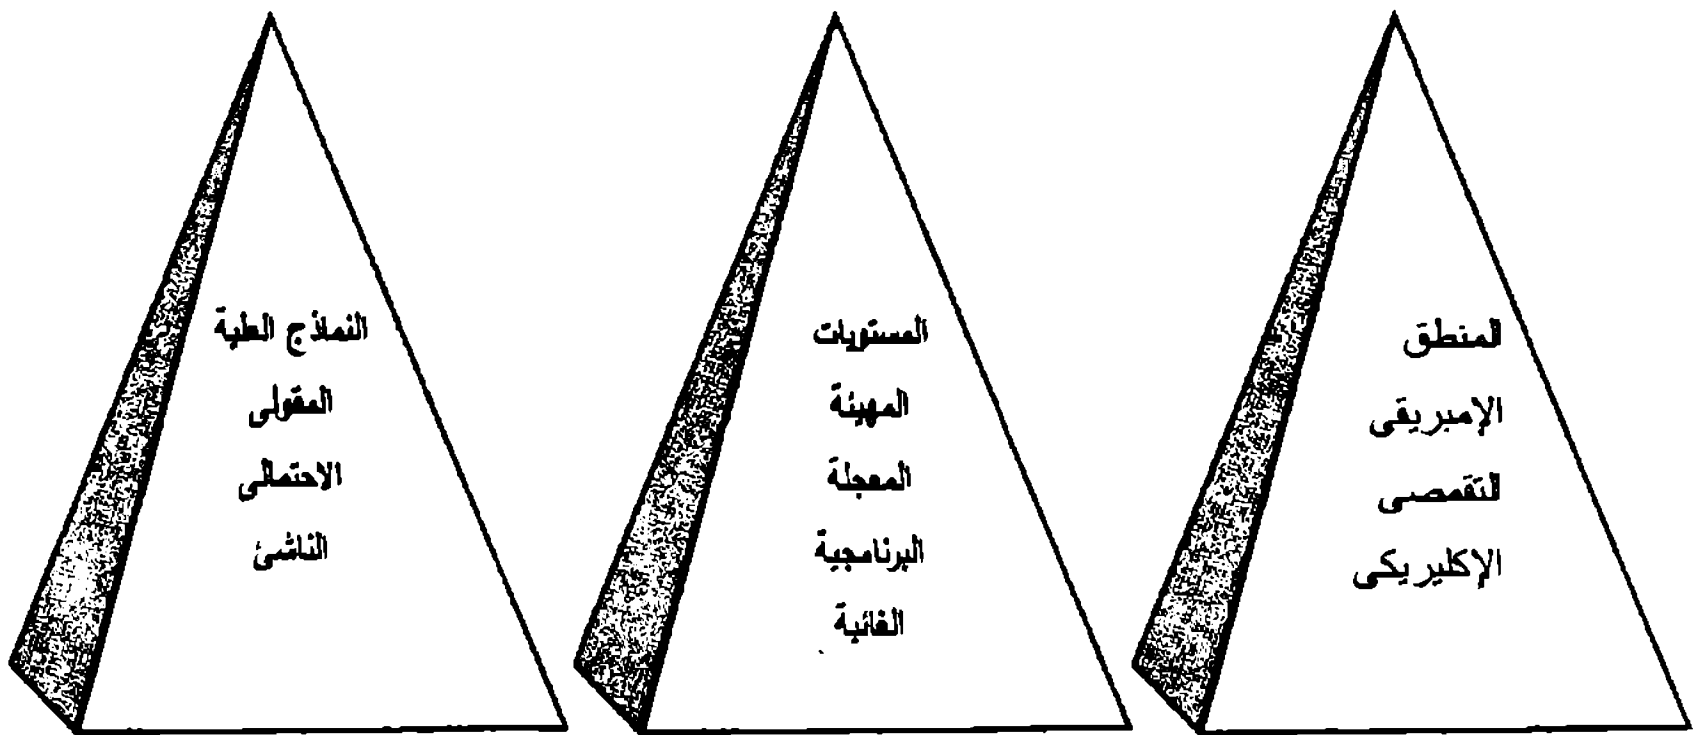 المنطق
الإمبريقى
التقمصى
الإكليريكى
المستويات
المهيئة
المعجلة
البرنامجية
الغائية
النماذج العلية
المقولى
الاحتمالى
الناشئ